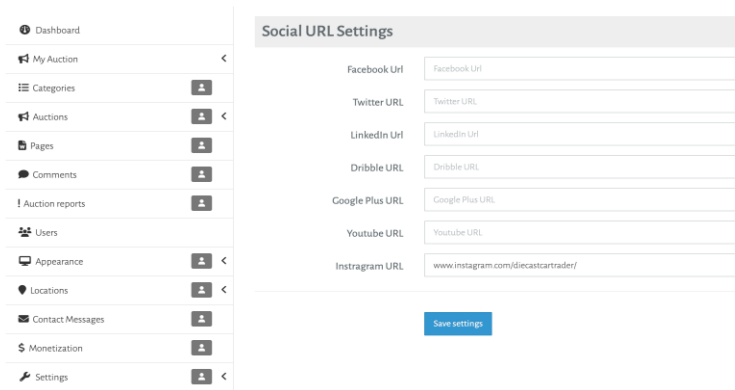 Dashboard
My Auction
Categories
Auctions
Pages
Comments
! Auction reports
Users
Appearance
Locations
Contact Messages
$ Monetization
Settings
Social URL Settings
Facebook Url Facebook Url
Twitter URL Twitter URL
LinkedIn Url LinkedIn Url
Dribble URL Dribble URL
Google Plus URL Google Plus URL
Youtube URL Youtube URL
Instragram URL www.instagram.com/diecastcartrader/
Save settings